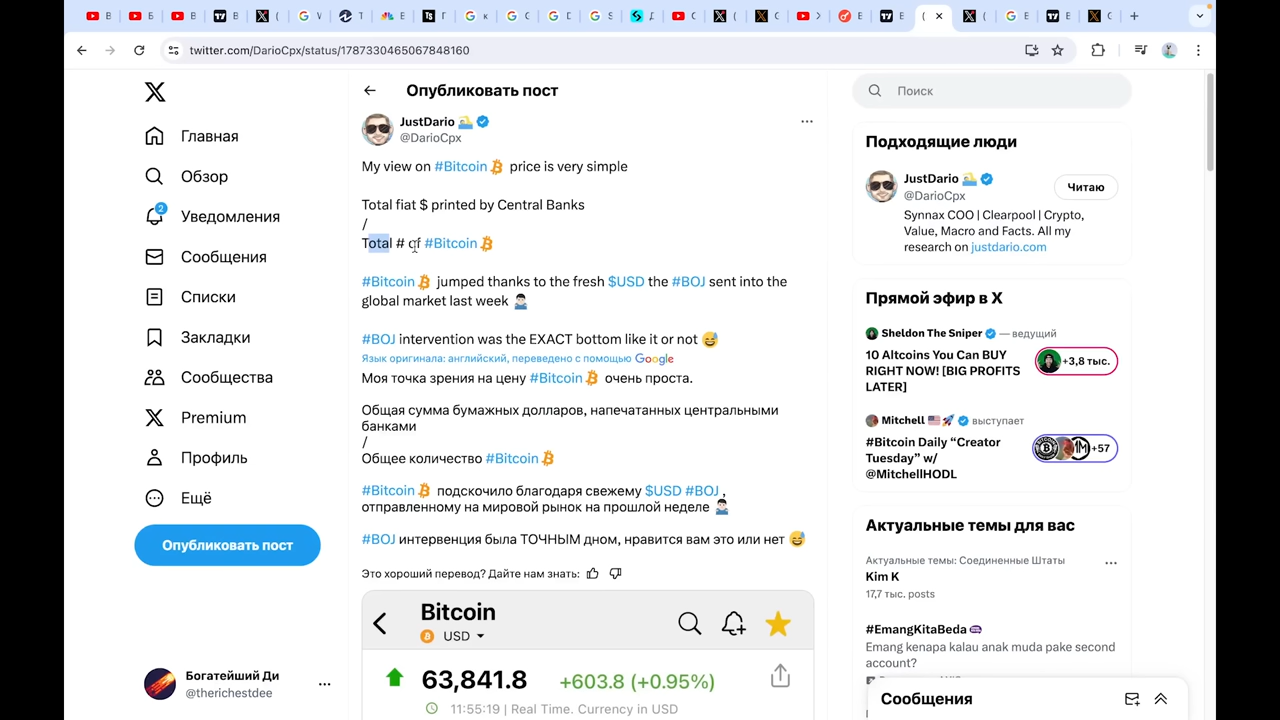 twitter.com/DarioCpx/status/1787330465067848160
Главная
Обзор
2
Уведомления
Сообщения
Списки
Закладки
Сообщества
Premium
Профиль
Ещё
Опубликовать пост
Богатейший Ди
@therichestdee
Опубликовать пост
JustDario
@DarioCpx
My view on #Bitcoin price is very simple
Total fiat $ printed by Central Banks
/
Total # of #Bitcoin
#Bitcoin jumped thanks to the fresh $USD the #BOJ sent into the
global market last week
#BOJ intervention was the EXACT bottom like it or not
Язык оригинала: английский, переведено с помощью Google
Моя точка зрения на цену #Bitcoin очень проста.
Общая сумма бумажных долларов, напечатанных центральными
банками
/
Общее количество #Bitcoin
#Bitcoin подскочило благодаря свежему $USD #BOJ ,
отправленному на мировой рынок на прошлой неделе
#BOJ интервенция была ТОЧНЫМ дном, нравится вам это или нет
Это хороший перевод? Дайте нам знать:
Bitcoin
USD
63,841.8 +603.8 (+0.95%)
11:55:19 | Real Time. Currency in USD
Поиск
Подходящие люди
JustDario
@DarioCpx
Читаю
Synnax COO | Clearpool | Crypto,
Value, Macro and Facts. All my
research on justdario.com
Прямой эфир в X
Sheldon The Sniper — ведущий
10 Altcoins You Can BUY
RIGHT NOW! [BIG PROFITS
LATER]
+3,8 тыс.
Mitchell выступает
#Bitcoin Daily “Creator
Tuesday” w/
@MitchellHODL
+57
Актуальные темы для вас
Актуальные темы: Соединенные Штаты
Kim K
17,7 тыс. posts
#EmangKitaBeda
Emang kenapa kalau anak muda pake second
account?
Сообщения